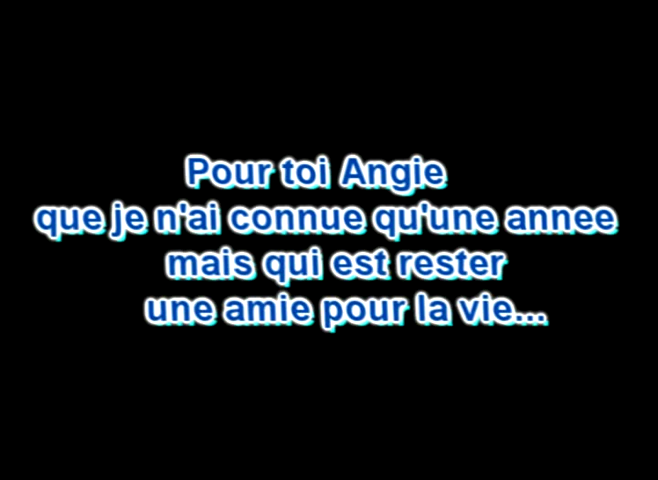 Pour toi Angie
que je n'ai connue qu'une annee
mais qui est rester
une amie pour la vie...